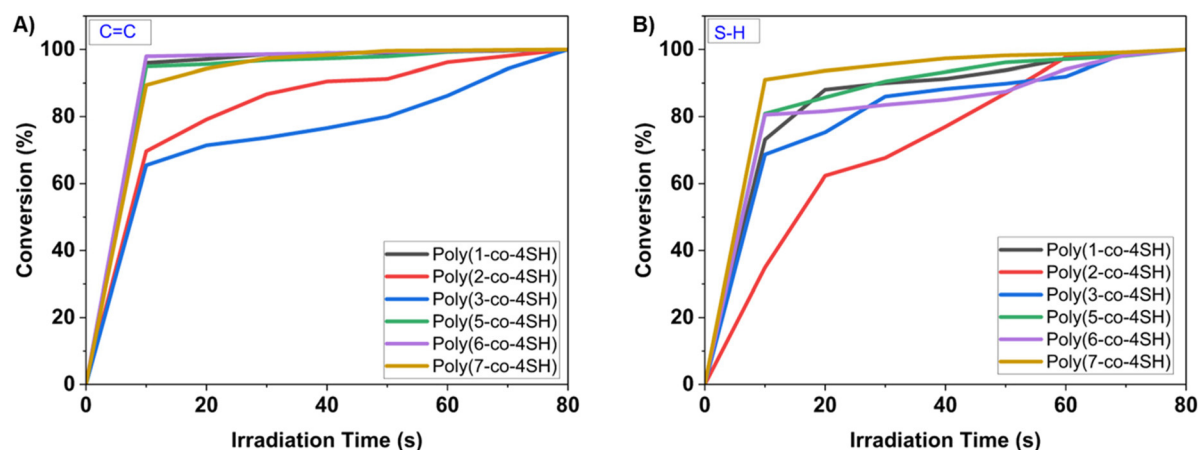 A)
C=C
100
80
60
40
20
0
Conversion (%)
Poly(1-co-4SH)
Poly(2-co-4SH)
Poly(3-co-4SH)
Poly(5-co-4SH)
Poly(6-co-4SH)
Poly(7-co-4SH)
0 20 40 60 80
Irradiation Time (s)
B)
S-H
100
80
60
40
20
0
Conversion (%)
Poly(1-co-4SH)
Poly(2-co-4SH)
Poly(3-co-4SH)
Poly(5-co-4SH)
Poly(6-co-4SH)
Poly(7-co-4SH)
0 20 40 60 80
Irradiation Time (s)